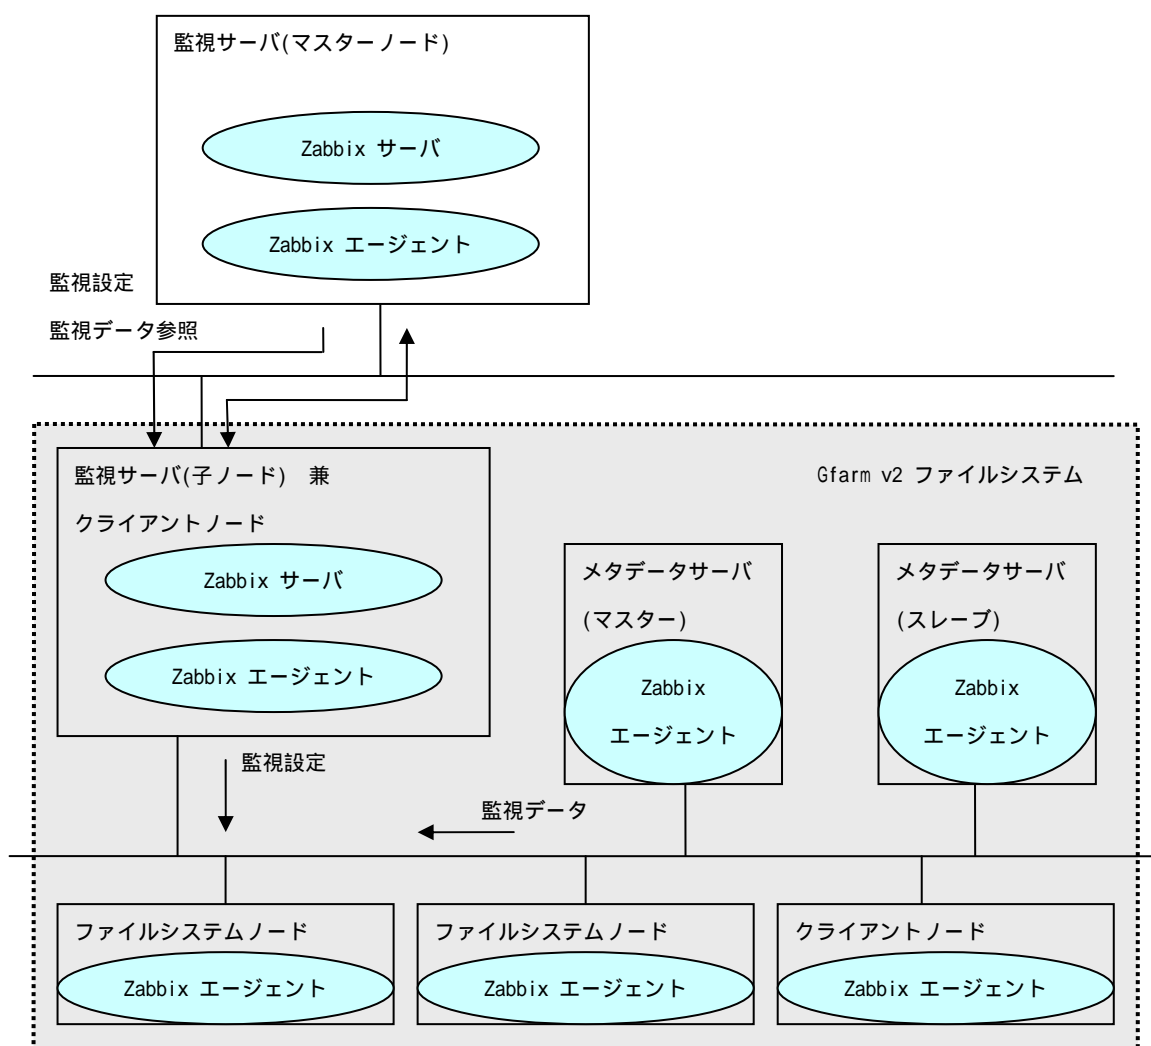 監視サーバ(マスターノード)
Zabbix サーバ
Zabbix エージェント
監視設定
監視データ参照
監視サーバ(子ノード) 兼
クライアントノード
Zabbix サーバ
Zabbix エージェント
Gfarm v2 ファイルシステム
メタデータサーバ
(マスター)
Zabbix
エージェント
メタデータサーバ
(スレーブ)
Zabbix
エージェント
監視設定
監視データ
ファイルシステムノード
Zabbix エージェント
ファイルシステムノード
Zabbix エージェント
クライアントノード
Zabbix エージェント